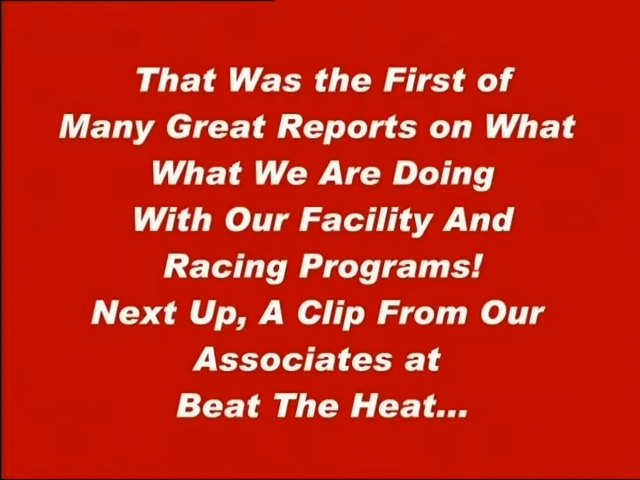 That Was the First of
Many Great Reports on What
What We Are Doing
With Our Facility And
Racing Programs!
Next Up, A Clip From Our
Associates at
Beat The Heat...